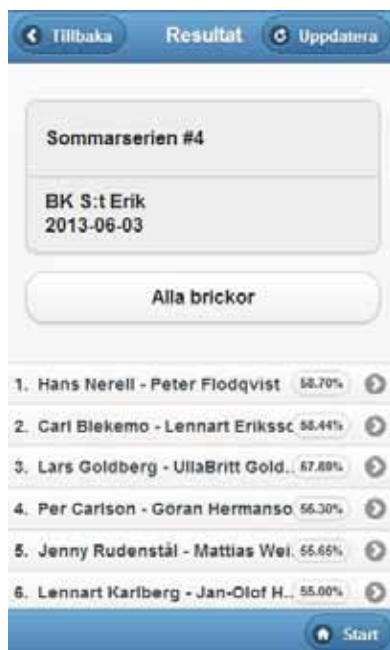 Tillbaka Resultat Uppdatera
Sommarserien #4
BK S:t Erik
2013-06-03
Alla brickor
1. Hans Nerell - Peter Flodqvist 58.70%
2. Carl Blekemo - Lennart Erikssc 58.44%
3. Lars Goldberg - UllaBritt Gold.. 57.69%
4. Per Carlson - Göran Hermanso 56.30%
5. Jenny Rudenstål - Mattias Wei. 55.65%
6. Lennart Karlberg - Jan-Olof H.. 55.00%
Start